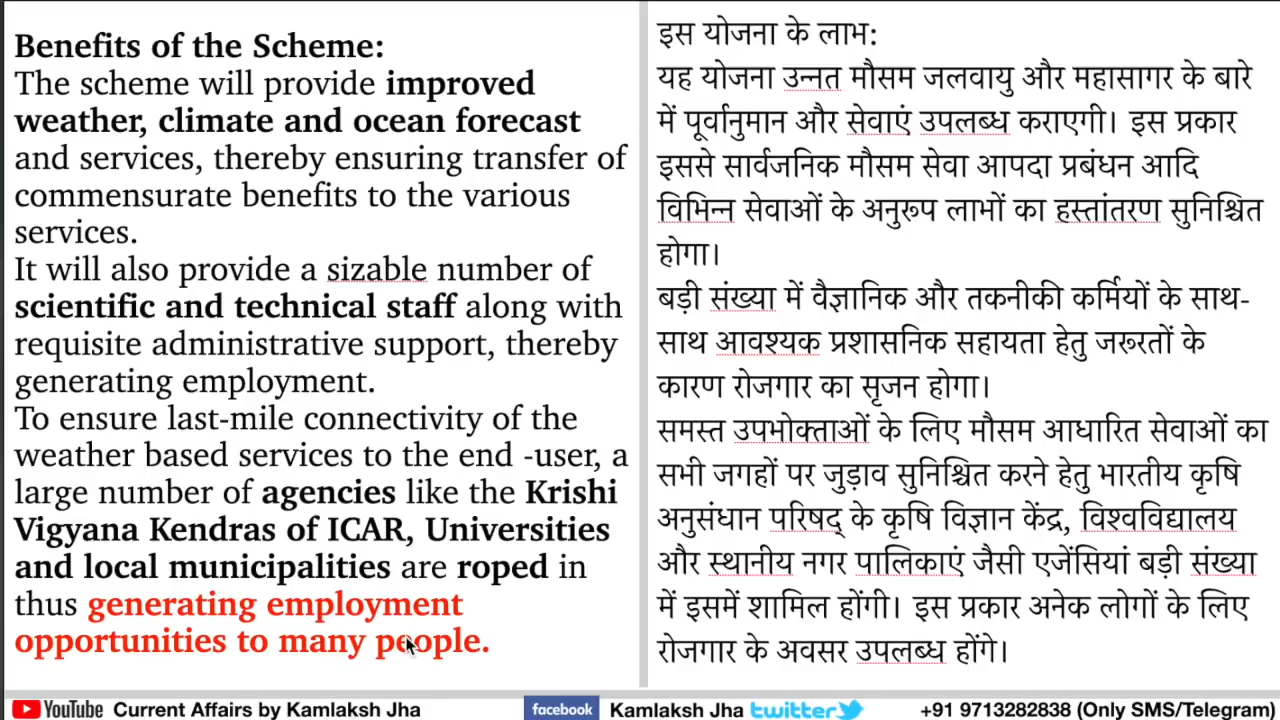 Benefits of the Scheme:
The scheme will provide improved
weather, climate and ocean forecast
and services, thereby ensuring transfer of
commensurate benefits to the various
services.
It will also provide a sizable number of
scientific and technical staff along with
requisite administrative support, thereby
generating employment.
To ensure last-mile connectivity of the
weather based services to the end -user, a
large number of agencies like the Krishi
Vigyana Kendras of ICAR, Universities
and local municipalities are roped in
thus generating employment
opportunities to many people.
इस योजना के लाभ:
यह योजना उन्नत मौसम जलवायु और महासागर के बारे
में पूर्वानुमान और सेवाएं उपलब्ध कराएगी। इस प्रकार
इससे सार्वजनिक मौसम सेवा आपदा प्रबंधन आदि
विभिन्न सेवाओं के अनुरूप लाभों का हस्तांतरण सुनिश्चित
होगा।
बड़ी संख्या में वैज्ञानिक और तकनीकी कर्मियों के साथ-
साथ आवश्यक प्रशासनिक सहायता हेतु जरूरतों के
कारण रोजगार का सृजन होगा।
समस्त उपभोक्ताओं के लिए मौसम आधारित सेवाओं का
सभी जगहों पर जुड़ाव सुनिश्चित करने हेतु भारतीय कृषि
अनुसंधान परिषद् के कृषि विज्ञान केंद्र, विश्वविद्यालय
और स्थानीय नगर पालिकाएं जैसी एजेंसियां बड़ी संख्या
में इसमें शामिल होंगी। इस प्रकार अनेक लोगों के लिए
रोजगार के अवसर उपलब्ध होंगे।
YouTube Current Affairs by Kamlaksh Jha facebook Kamlaksh Jha twitter +91 9713282838 (Only SMS/Telegram)